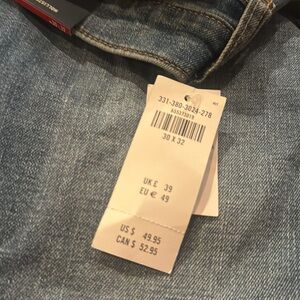 331-380-3024-278
30 X 32
UK £ 39
EU € 49
US $ 49.95
CAN $ 52.95